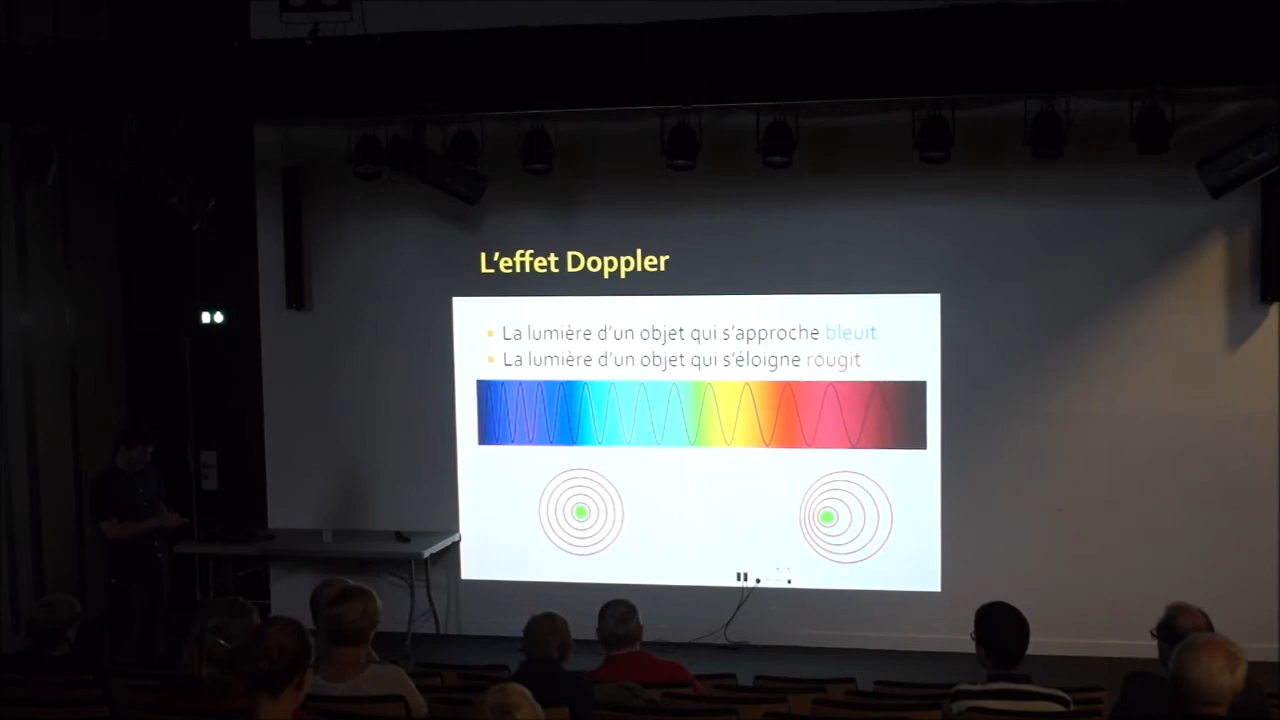 L'effet Doppler
La lumière d'un objet qui s'approche bleuit
La lumière d'un objet qui s'éloigne rougit